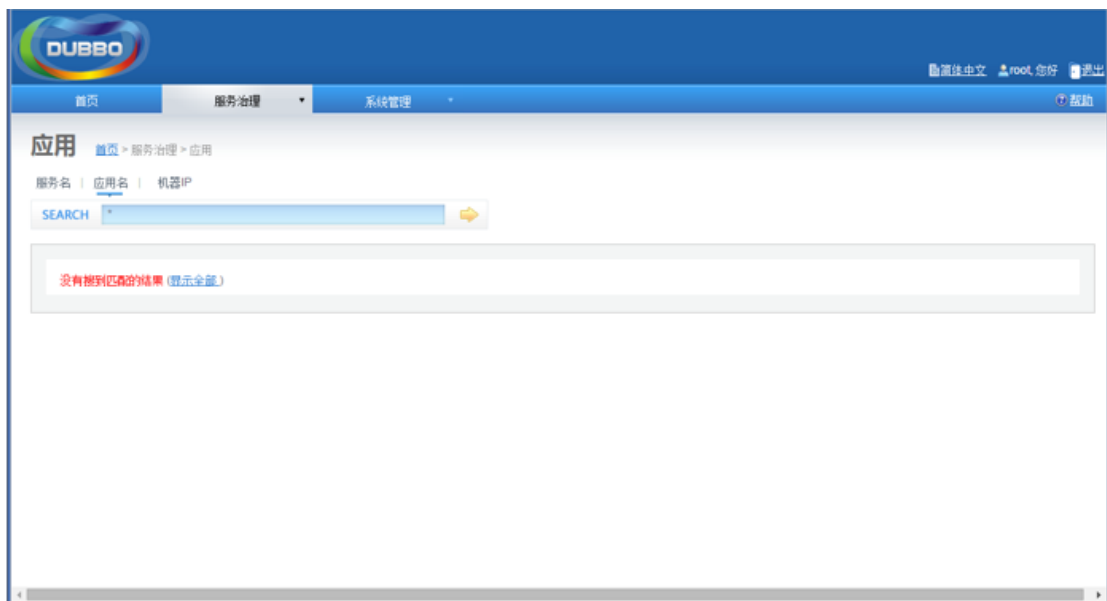 DUBBO
简体中文 root,您好 退出
首页 服务治理 系统管理 帮助
应用 首页 > 服务治理 > 应用
服务名 | 应用名 | 机器IP
SEARCH *
没有搜到匹配的结果 (显示全部)